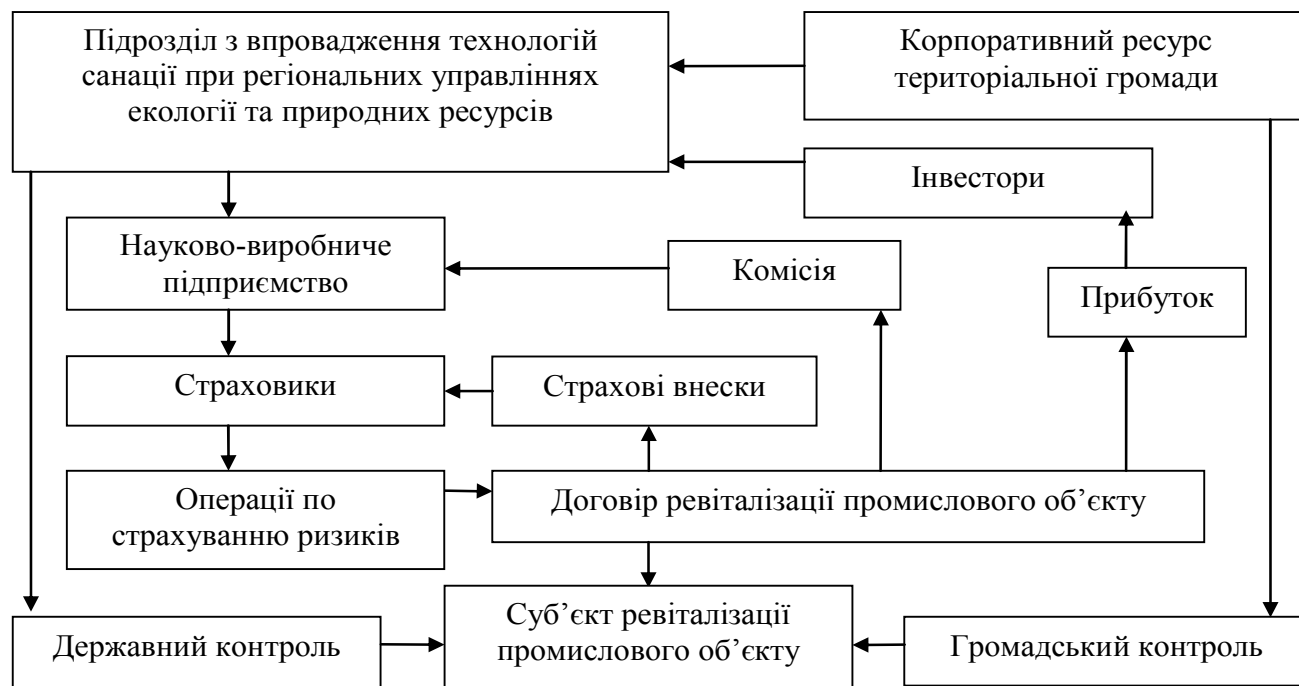 Підрозділ з впровадження технологій
санації при регіональних управліннях
екології та природних ресурсів
Корпоративний ресурс
територіальної громади
Інвестори
Науково-виробниче
підприємство
Комісія
Прибуток
Страховики
Страхові внески
Операції по
страхуванню ризиків
Договір ревіталізації промислового об’єкту
Державний контроль
Суб’єкт ревіталізації
промислового об’єкту
Громадський контроль